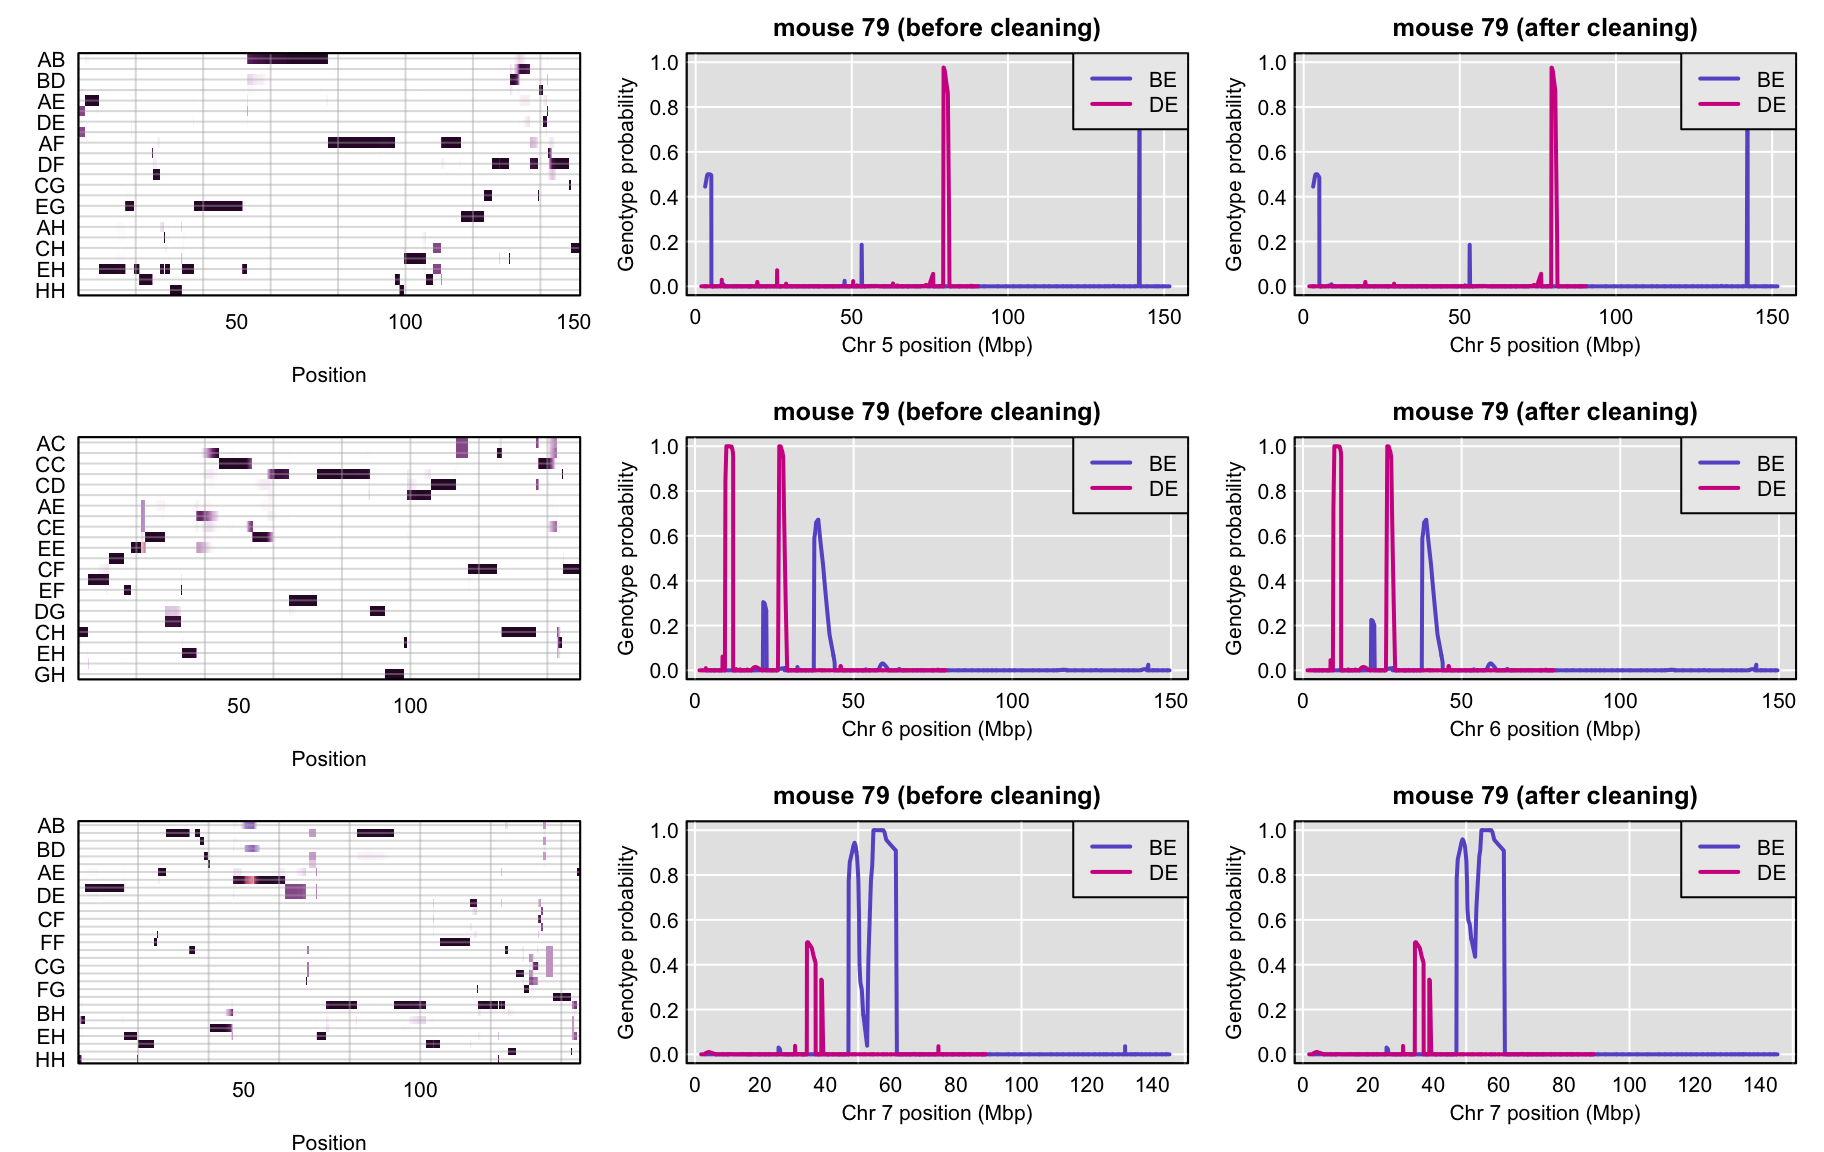 AB
BD
AE
DE
AF
DF
CG
EG
AH
CH
EH
HH
50
100
150
Position
mouse 79 (before cleaning)
Genotype probability
1.0
0.8
0.6
0.4
0.2
0.0
BE
DE
0
50
100
150
Chr 5 position (Mbp)
mouse 79 (after cleaning)
Genotype probability
1.0
0.8
0.6
0.4
0.2
0.0
BE
DE
0
50
100
150
Chr 5 position (Mbp)
AC
CC
CD
AE
CE
EE
CF
EF
DG
CH
EH
GH
50
100
Position
mouse 79 (before cleaning)
Genotype probability
1.0
0.8
0.6
0.4
0.2
0.0
BE
DE
0
50
100
150
Chr 6 position (Mbp)
mouse 79 (after cleaning)
Genotype probability
1.0
0.8
0.6
0.4
0.2
0.0
BE
DE
0
50
100
150
Chr 6 position (Mbp)
AB
BD
AE
DE
CF
FF
CG
FG
BH
EH
HH
50
100
Position
mouse 79 (before cleaning)
Genotype probability
1.0
0.8
0.6
0.4
0.2
0.0
BE
DE
0
20
40
60
80
100
120
140
Chr 7 position (Mbp)
mouse 79 (after cleaning)
Genotype probability
1.0
0.8
0.6
0.4
0.2
0.0
BE
DE
0
20
40
60
80
100
120
140
Chr 7 position (Mbp)